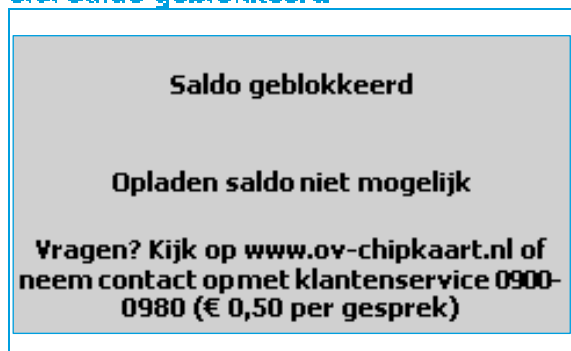 Saldo geblokkeerd
Opladen saldo niet mogelijk
Vragen? Kijk op www.ov-chipkaart.nl of
neem contact op met klantenservice 0900-
0980 (€ 0,50 per gesprek)